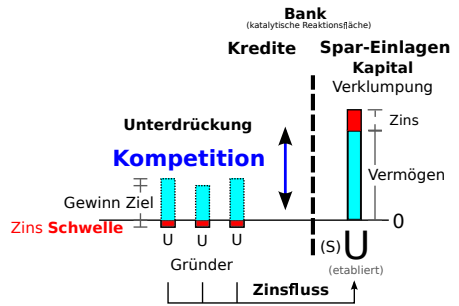 Bank
(katalytische Reaktionsfläche)
Kredite
Spar-Einlagen
Kapital
Verklumpung
Zins
Unterdrückung
Kompetition
Vermögen
Gewinn Ziel
Zins Schwelle
0
U U U
(S) U
Gründer
(etabliert)
Zinsfluss